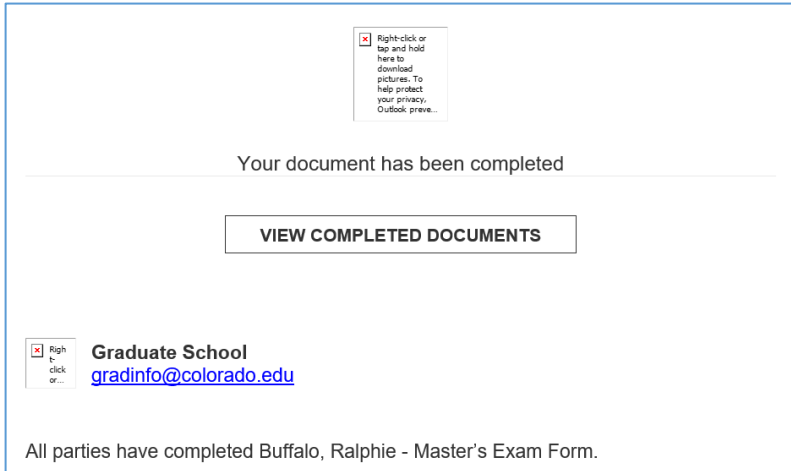 Right-click or
tap and hold
here to
download
pictures. To
help protect
your privacy,
Outlook preve...
Your document has been completed
VIEW COMPLETED DOCUMENTS
Righ
t-
click
or...
Graduate School
gradinfo@colorado.edu
All parties have completed Buffalo, Ralphie - Master’s Exam Form.